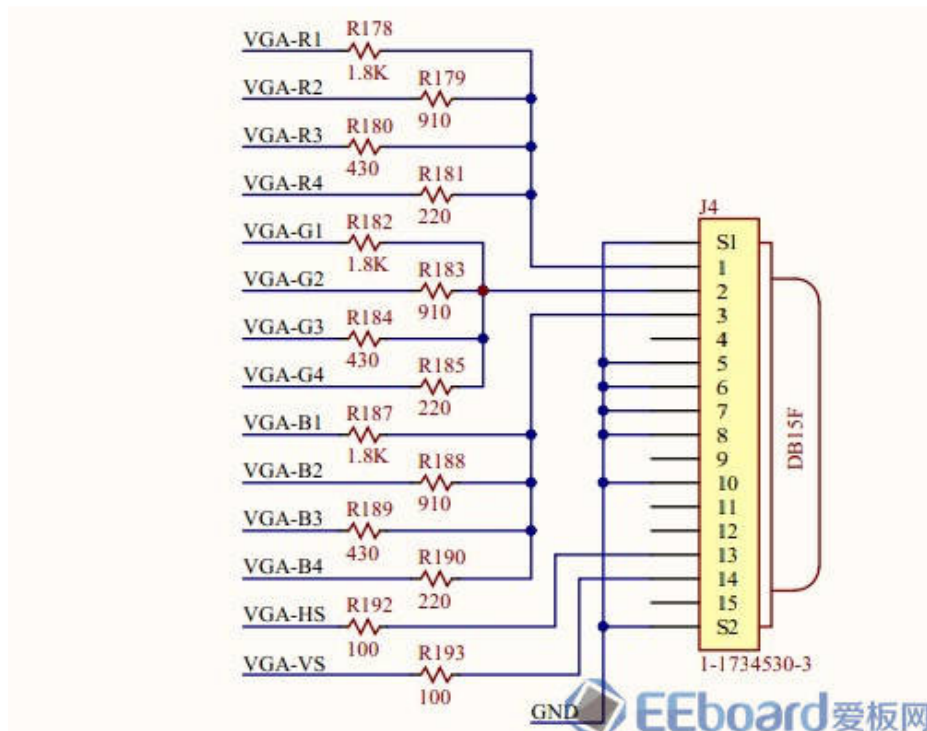 VGA-R1 R178 1.8K
VGA-R2 R179 910
VGA-R3 R180 430
VGA-R4 R181 220
VGA-G1 R182 1.8K
VGA-G2 R183 910
VGA-G3 R184 430
VGA-G4 R185 220
VGA-B1 R187 1.8K
VGA-B2 R188 910
VGA-B3 R189 430
VGA-B4 R190 220
VGA-HS R192 100
VGA-VS R193 100
GND
J4
S1
1
2
3
4
5
6
7
8
9
10
11
12
13
14
15
S2
DB15F
1-1734530-3
EEboard爱板网